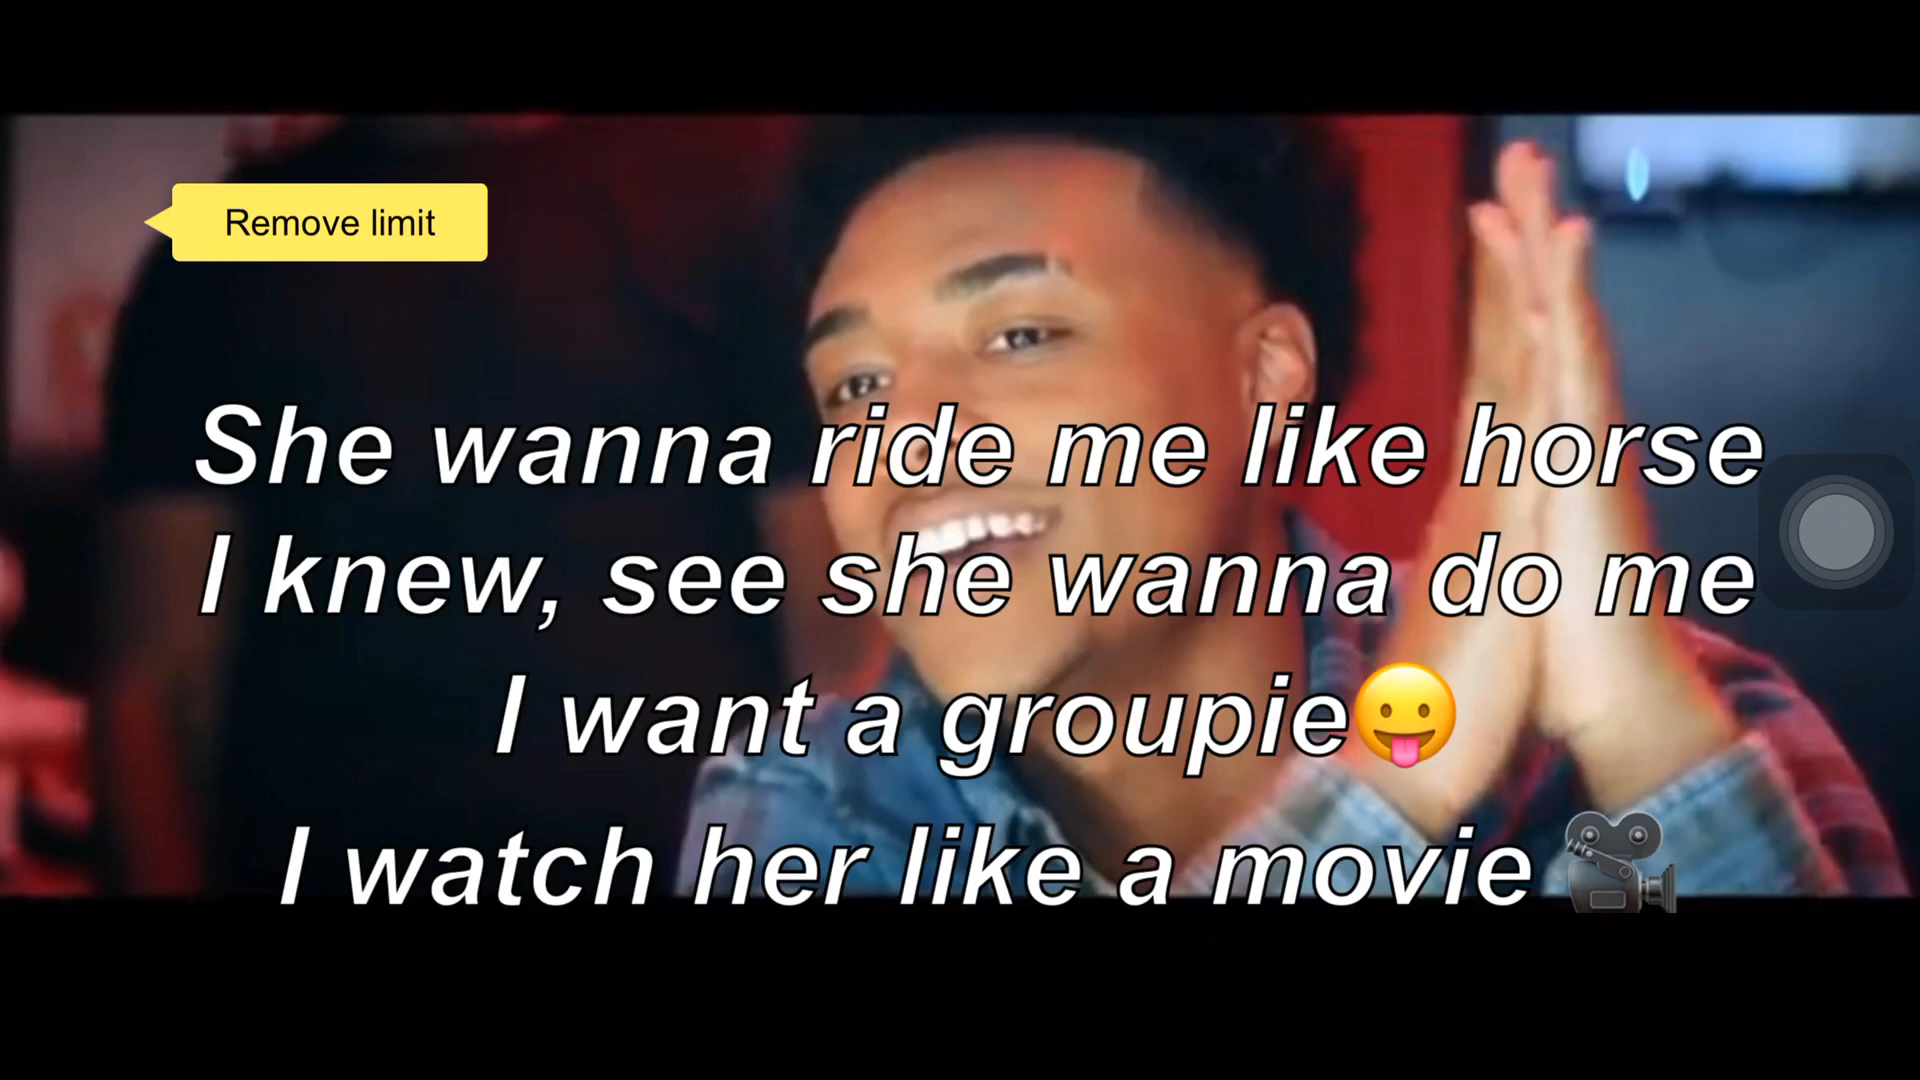 Remove limit
She wanna ride me like horse
I knew, see she wanna do me
I want a groupie😛
I watch her like a movie 🎥